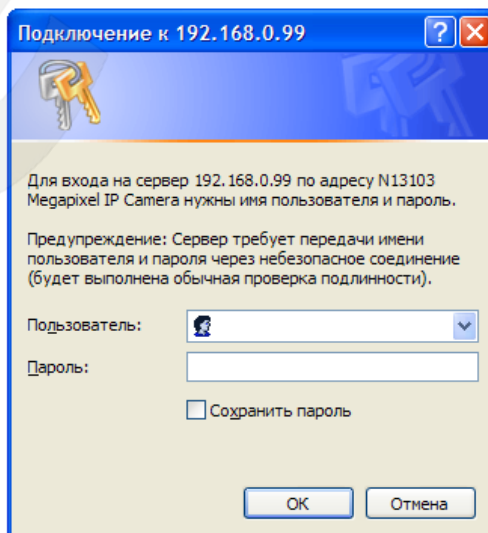 Подключение к 192.168.0.99
Для входа на сервер 192.168.0.99 по адресу N13103
Megapixel IP Camera нужны имя пользователя и пароль.
Предупреждение: Сервер требует передачи имени
пользователя и пароля через небезопасное соединение
(будет выполнена обычная проверка подлинности).
Пользователь:
Пароль:
Сохранить пароль
ОК
Отмена